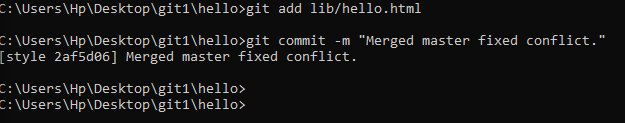 C:\Users\Hp\Desktop\git1\hello>git add lib/hello.html
C:\Users\Hp\Desktop\git1\hello>git commit -m "Merged master fixed conflict."
[style 2af5d06] Merged master fixed conflict.
C:\Users\Hp\Desktop\git1\hello>
C:\Users\Hp\Desktop\git1\hello>